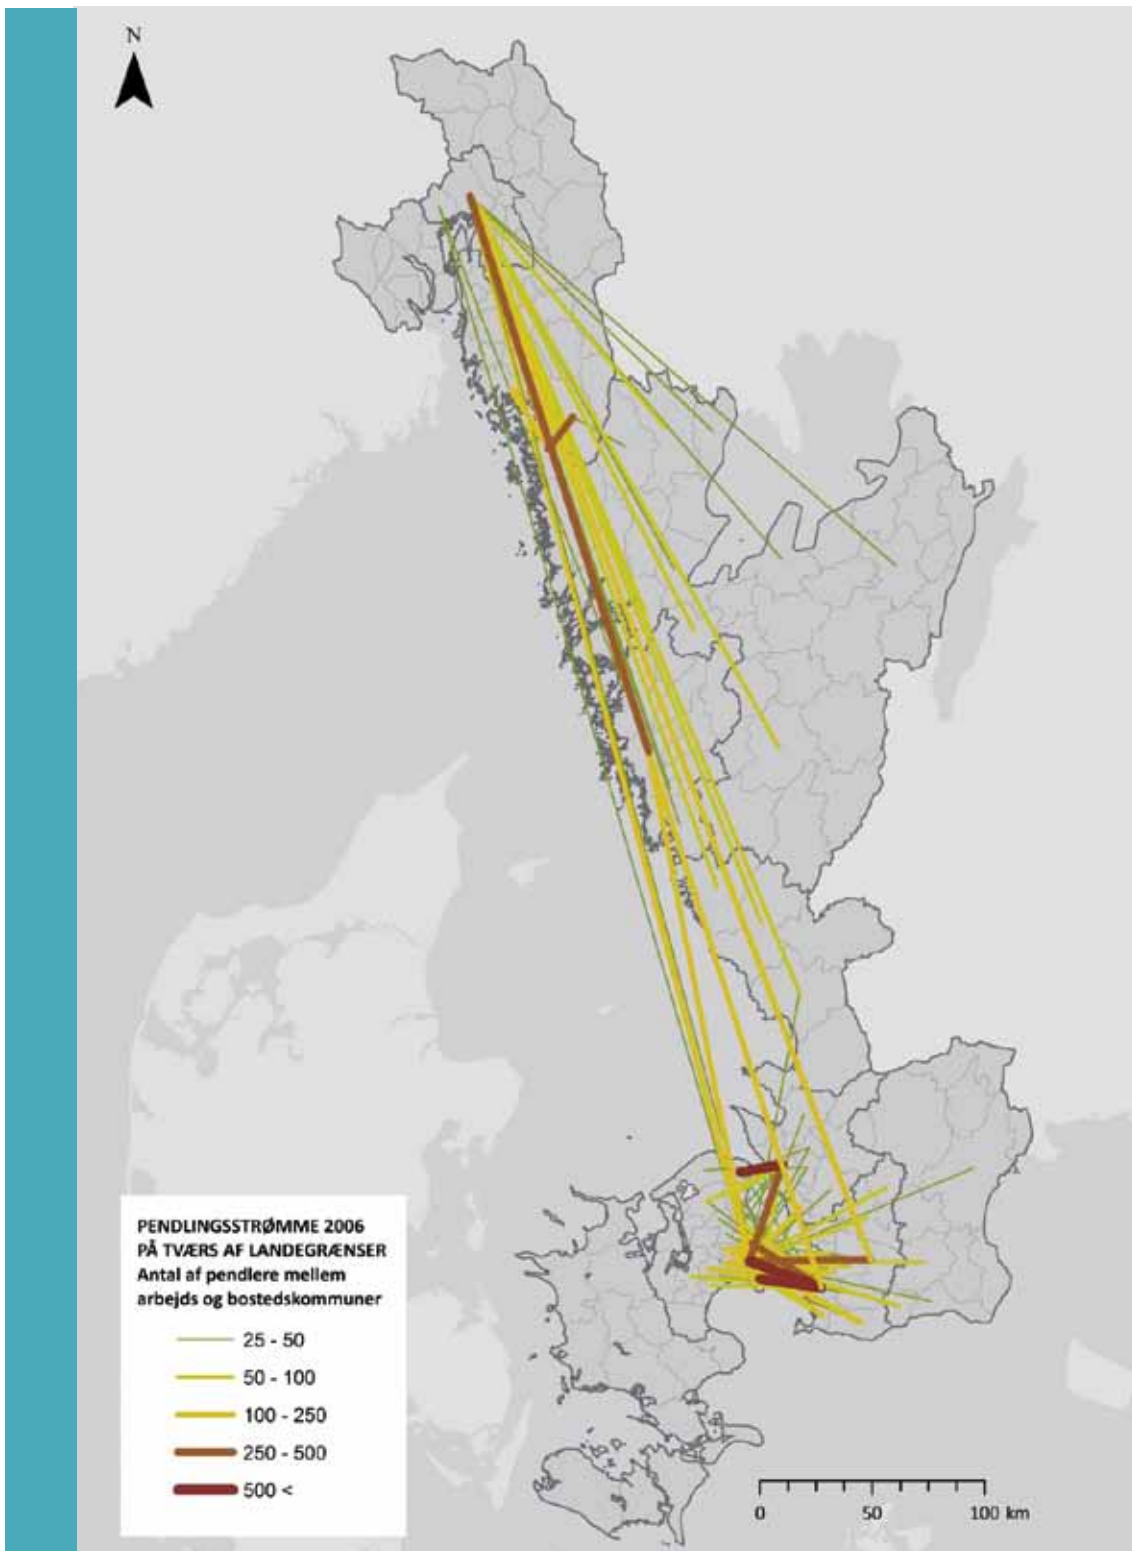 N
PENDLINGSSTRØMME 2006
PÅ TVÆRS AF LANDEGRÆNSER
Antal af pendlere mellem
arbejds og bostedskommuner
25 - 50
50 - 100
100 - 250
250 - 500
500 <
0 50 100 km